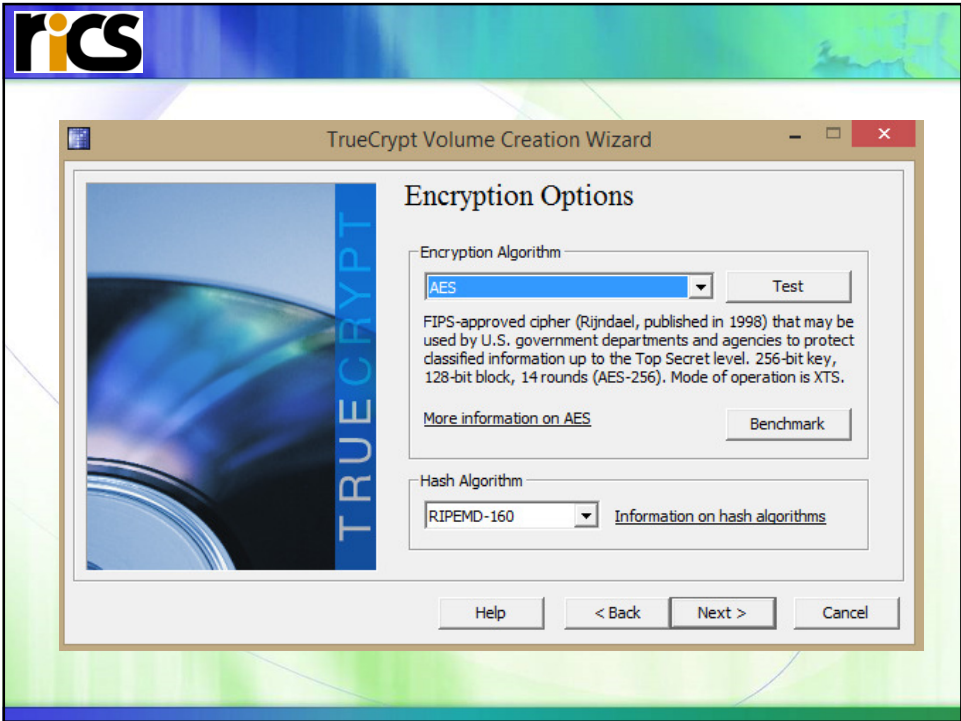 rics
TrueCrypt Volume Creation Wizard
TRUECRYPT
Encryption Options
Encryption Algorithm
AES
Test
FIPS-approved cipher (Rijndael, published in 1998) that may be
used by U.S. government departments and agencies to protect
classified information up to the Top Secret level. 256-bit key,
128-bit block, 14 rounds (AES-256). Mode of operation is XTS.
More information on AES
Benchmark
Hash Algorithm
RIPEMD-160
Information on hash algorithms
Help
< Back
Next >
Cancel